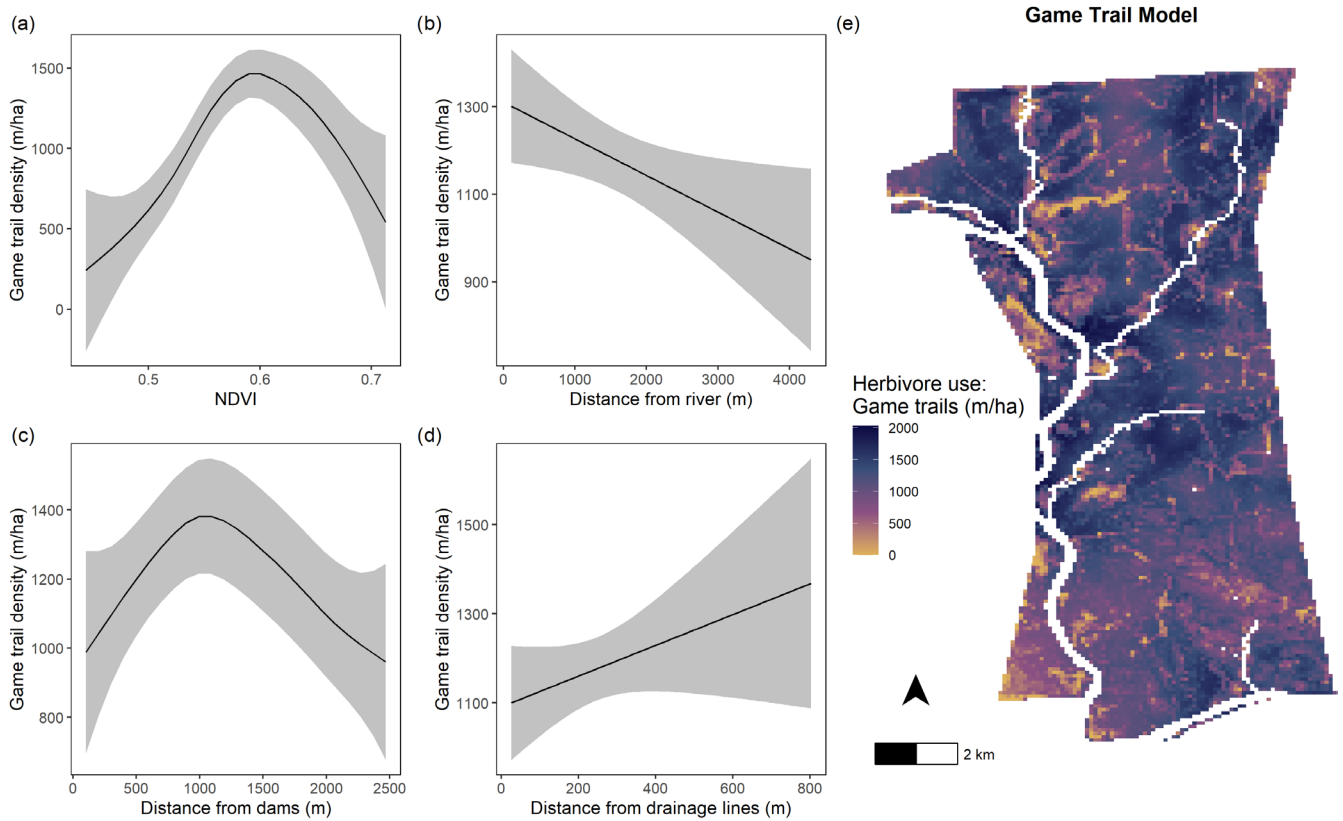 (a)
Game trail density (m/ha)
1500
1000
500
0
0.5 0.6 0.7
NDVI
(b)
Game trail density (m/ha)
1300
1100
900
0 1000 2000 3000 4000
Distance from river (m)
(c)
Game trail density (m/ha)
1400
1200
1000
800
0 500 1000 1500 2000 2500
Distance from dams (m)
(d)
Game trail density (m/ha)
1500
1300
1100
0 200 400 600 800
Distance from drainage lines (m)
(e)
Game Trail Model
Herbivore use:
Game trails (m/ha)
2000
1500
1000
500
0
2 km